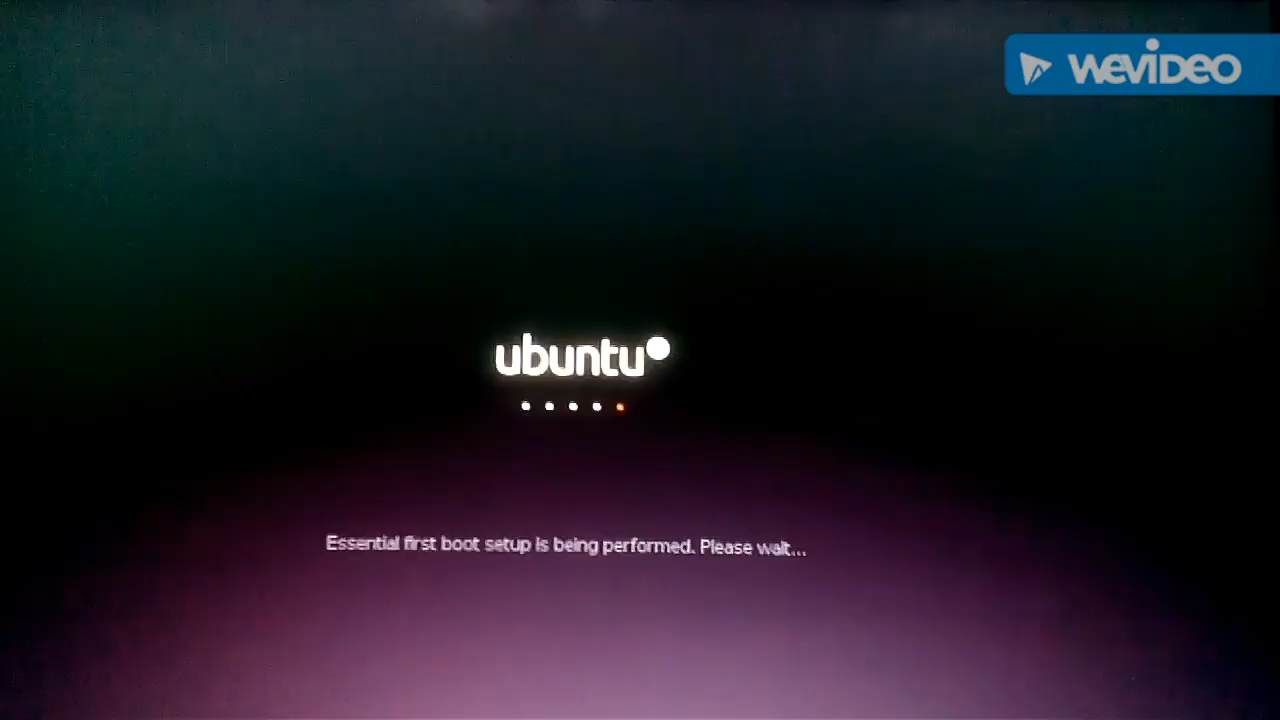 WEVIDEO
ubuntu
Essential first boot setup is being performed. Please wait...